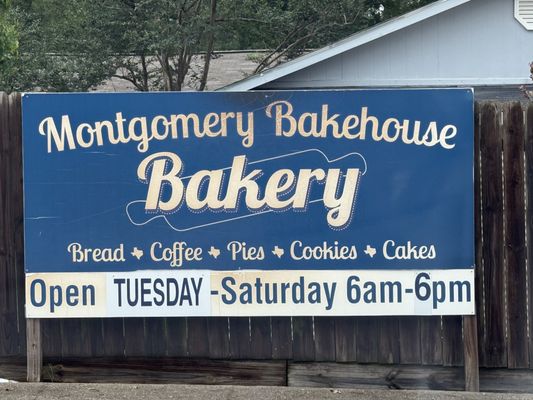 Montgomery Bakehouse
Bakery
Bread Coffee Pies Cookies Cakes
Open TUESDAY-Saturday 6am-6pm